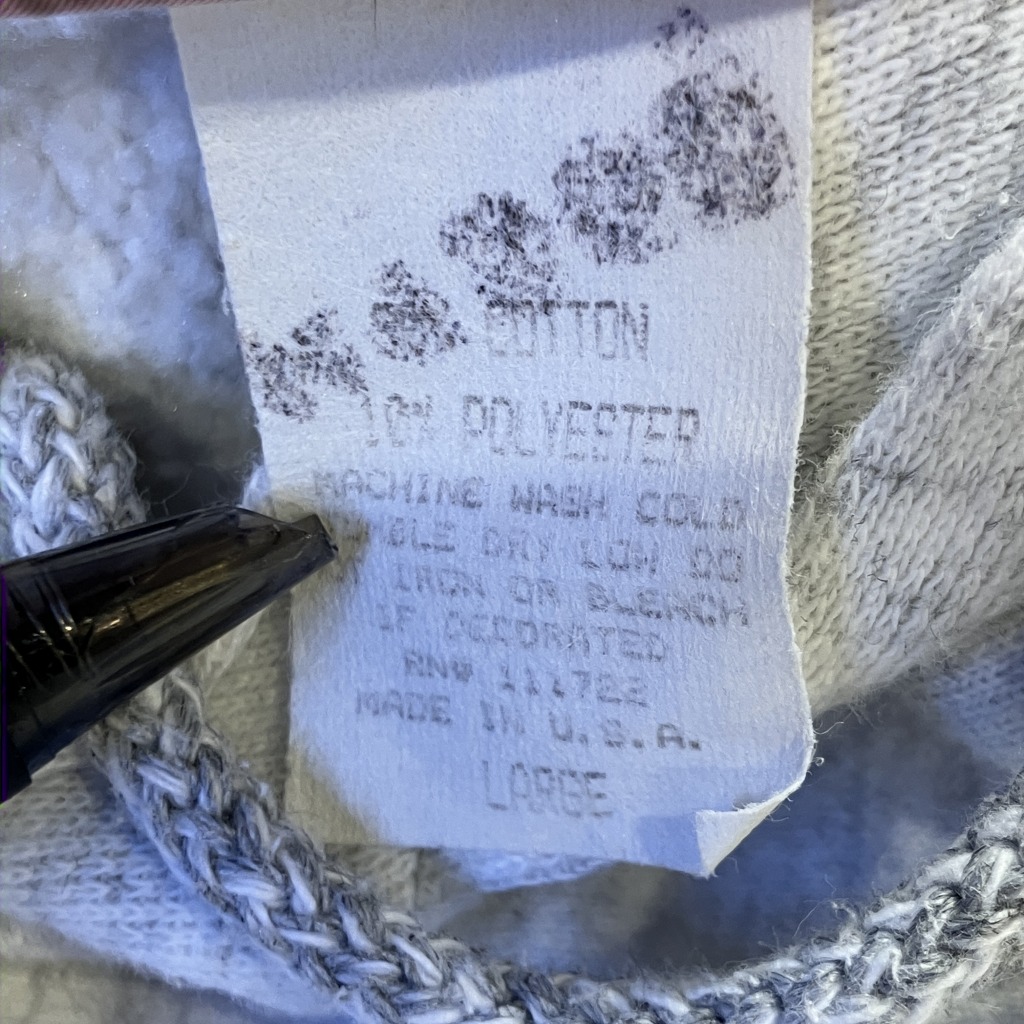 COTTON
10% POLYESTER
MACHINE WASH COLD
DRY LOW DO
IRON OR BLEACH
IF DECORATED
RN# 111722
MADE IN U.S.A.
LARGE